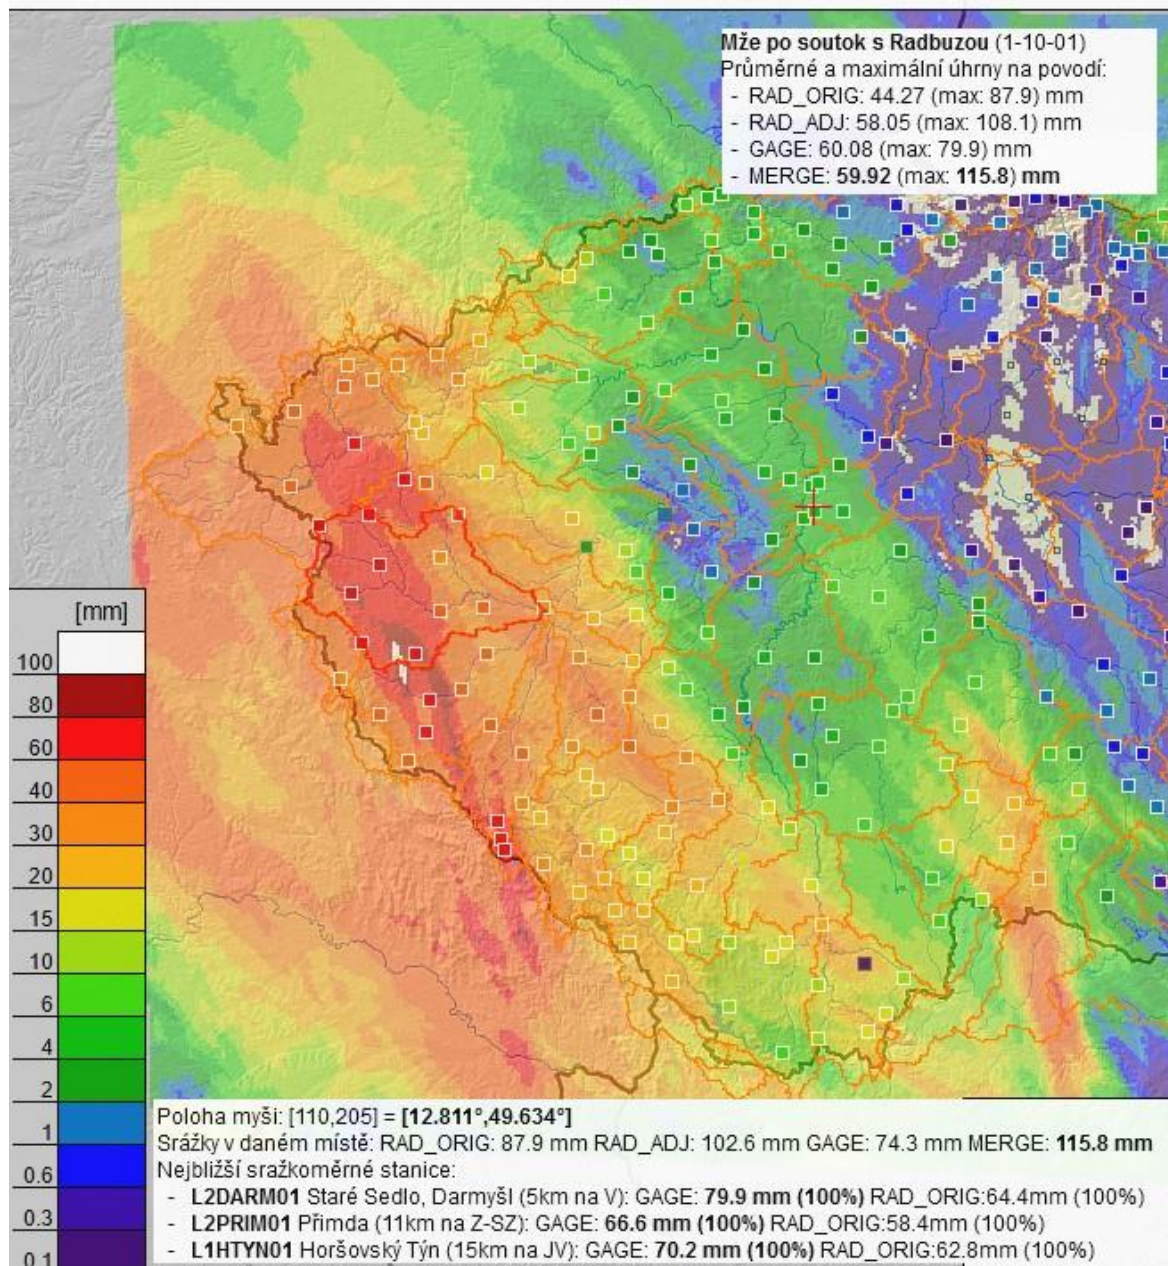 Mže po soutok s Radbuzou (1-10-01)
Průměrné a maximální úhrny na povodí:
- RAD_ORIG: 44.27 (max: 87.9) mm
- RAD_ADJ: 58.05 (max: 108.1) mm
- GAGE: 60.08 (max: 79.9) mm
- MERGE: 59.92 (max: 115.8) mm
[mm]
100
80
60
40
30
20
15
10
6
4
2
1
0.6
0.3
0.1
Poloha myši: [110,205] = [12.811°,49.634°]
Srážky v daném místě: RAD_ORIG: 87.9 mm RAD_ADJ: 102.6 mm GAGE: 74.3 mm MERGE: 115.8 mm
Nejbližší sražkoměrné stanice:
- L2DARM01 Staré Sedlo, Darmyšl (5km na V): GAGE: 79.9 mm (100%) RAD_ORIG:64.4mm (100%)
- L2PRIM01 Přimda (11km na Z-SZ): GAGE: 66.6 mm (100%) RAD_ORIG:58.4mm (100%)
- L1HTYN01 Horšovský Týn (15km na JV): GAGE: 70.2 mm (100%) RAD_ORIG:62.8mm (100%)